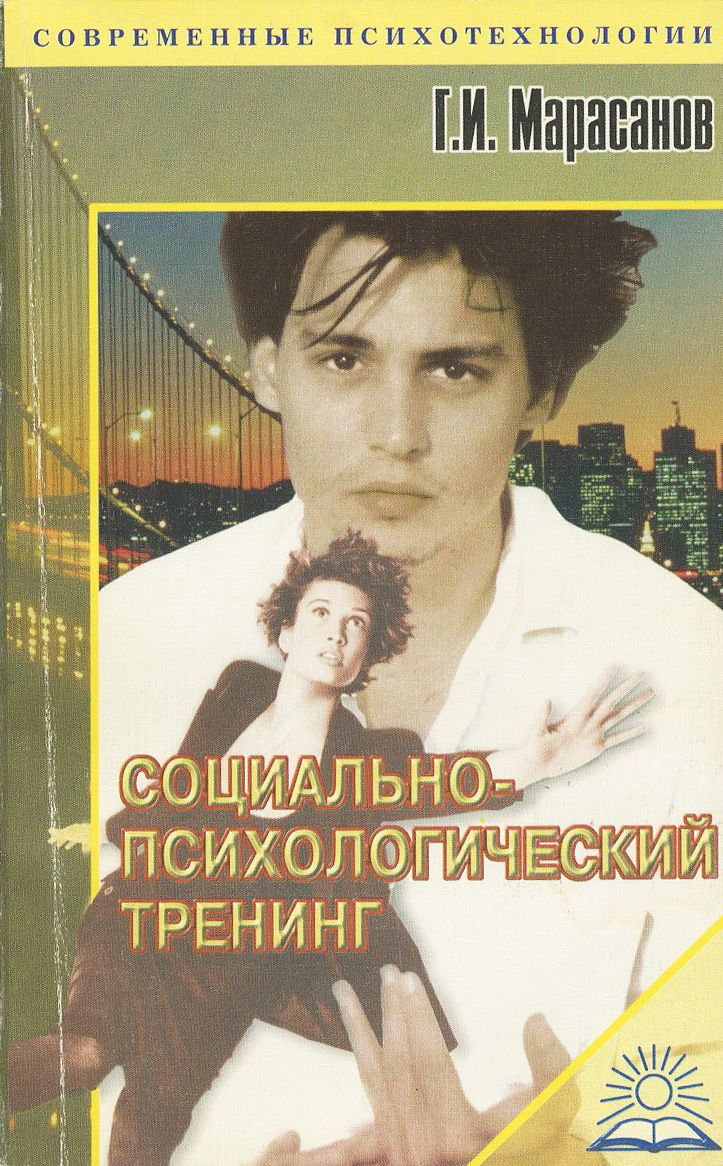 СОВРЕМЕННЫЕ ПСИХОТЕХНОЛОГИИ
Г.И. Марасанов
СОЦИАЛЬНО-
ПСИХОЛОГИЧЕСКИЙ
ТРЕНИНГ